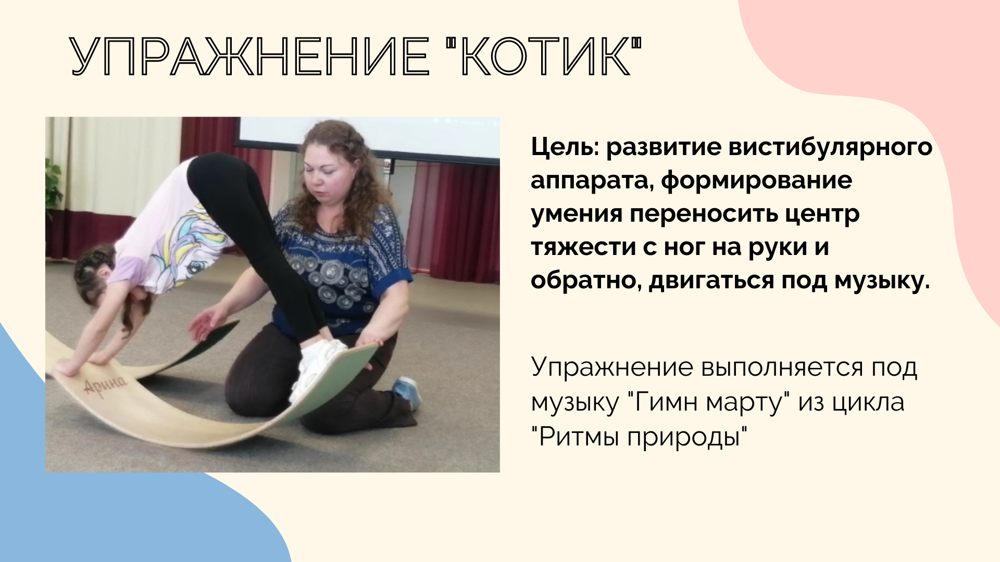 УПРАЖНЕНИЕ "КОТИК"
Цель: развитие вистибулярного
аппарата, формирование
умения переносить центр
тяжести с ног на руки и
обратно, двигаться под музыку.
Упражнение выполняется под
музыку "Гимн марту" из цикла
"Ритмы природы"
Арина